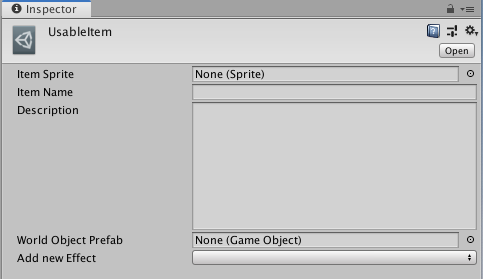 Inspector
UsableItem
Open
Item Sprite None (Sprite)
Item Name
Description
World Object Prefab None (Game Object)
Add new Effect